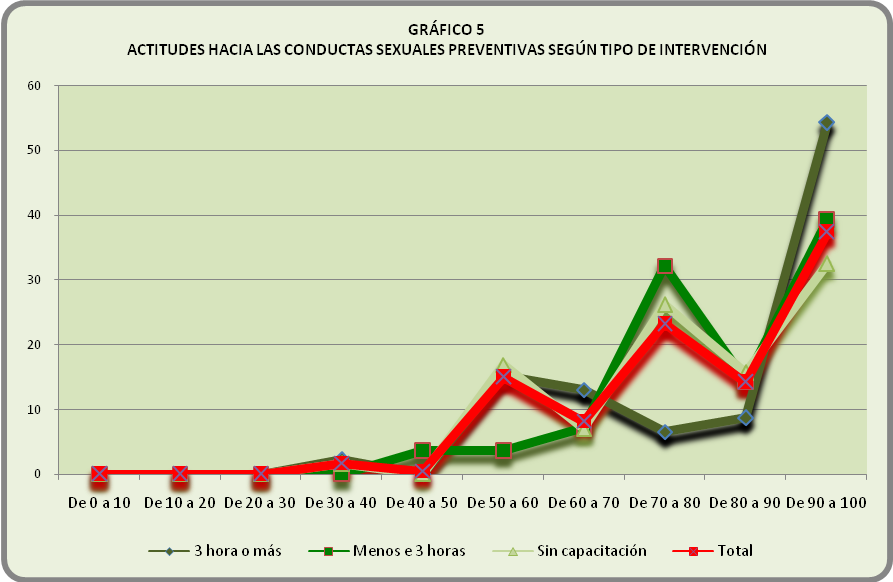 GRÁFICO 5
ACTITUDES HACIA LAS CONDUCTAS SEXUALES PREVENTIVAS SEGÚN TIPO DE INTERVENCIÓN
60
50
40
30
20
10
0
De 0 a 10 De 10 a 20 De 20 a 30 De 30 a 40 De 40 a 50 De 50 a 60 De 60 a 70 De 70 a 80 De 80 a 90 De 90 a 100
3 hora o más Menos e 3 horas Sin capacitación Total